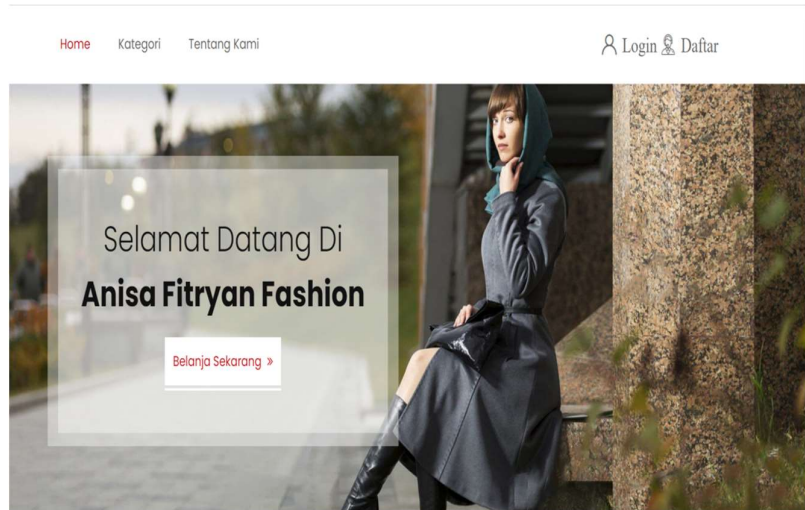 Home Kategori Tentang Kami Login Daftar
Selamat Datang Di
Anisa Fitryan Fashion
Belanja Sekarang »